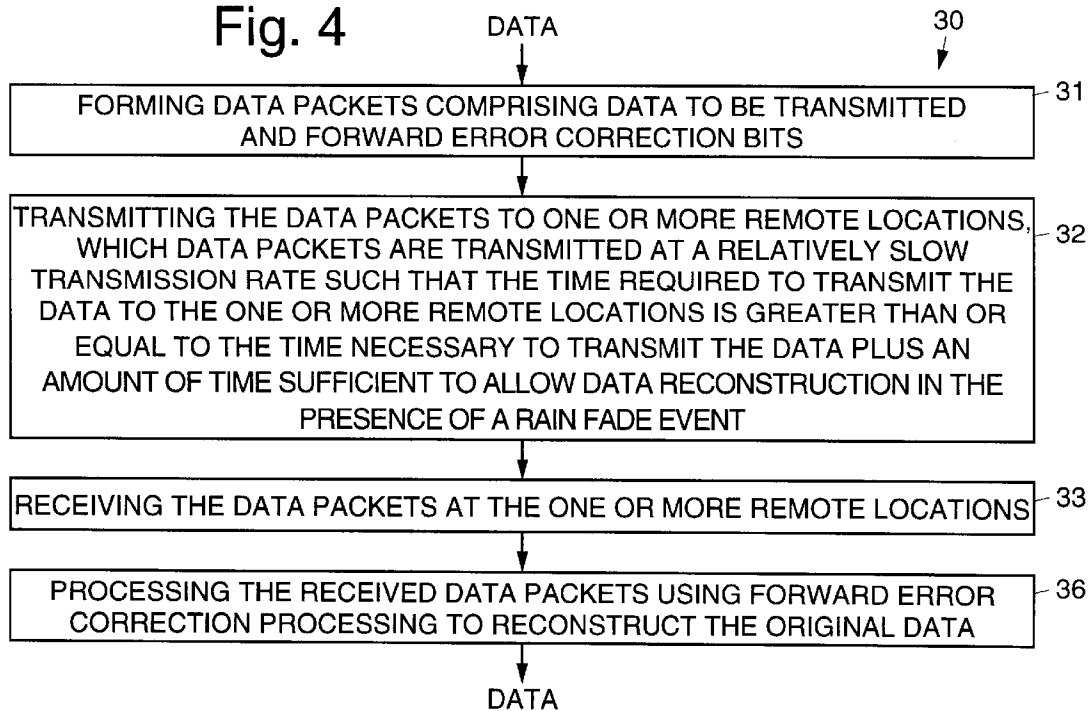 Fig. 4
DATA
30
31
FORMING DATA PACKETS COMPRISING DATA TO BE TRANSMITTED
AND FORWARD ERROR CORRECTION BITS
TRANSMITTING THE DATA PACKETS TO ONE OR MORE REMOTE LOCATIONS,
WHICH DATA PACKETS ARE TRANSMITTED AT A RELATIVELY SLOW
32
TRANSMISSION RATE SUCH THAT THE TIME REQUIRED TO TRANSMIT THE
DATA TO THE ONE OR MORE REMOTE LOCATIONS IS GREATER THAN OR
EQUAL TO THE TIME NECESSARY TO TRANSMIT THE DATA PLUS AN
AMOUNT OF TIME SUFFICIENT TO ALLOW DATA RECONSTRUCTION IN THE
PRESENCE OF A RAIN FADE EVENT
RECEIVING THE DATA PACKETS AT THE ONE OR MORE REMOTE LOCATIONS
33
PROCESSING THE RECEIVED DATA PACKETS USING FORWARD ERROR
36
CORRECTION PROCESSING TO RECONSTRUCT THE ORIGINAL DATA
DATA